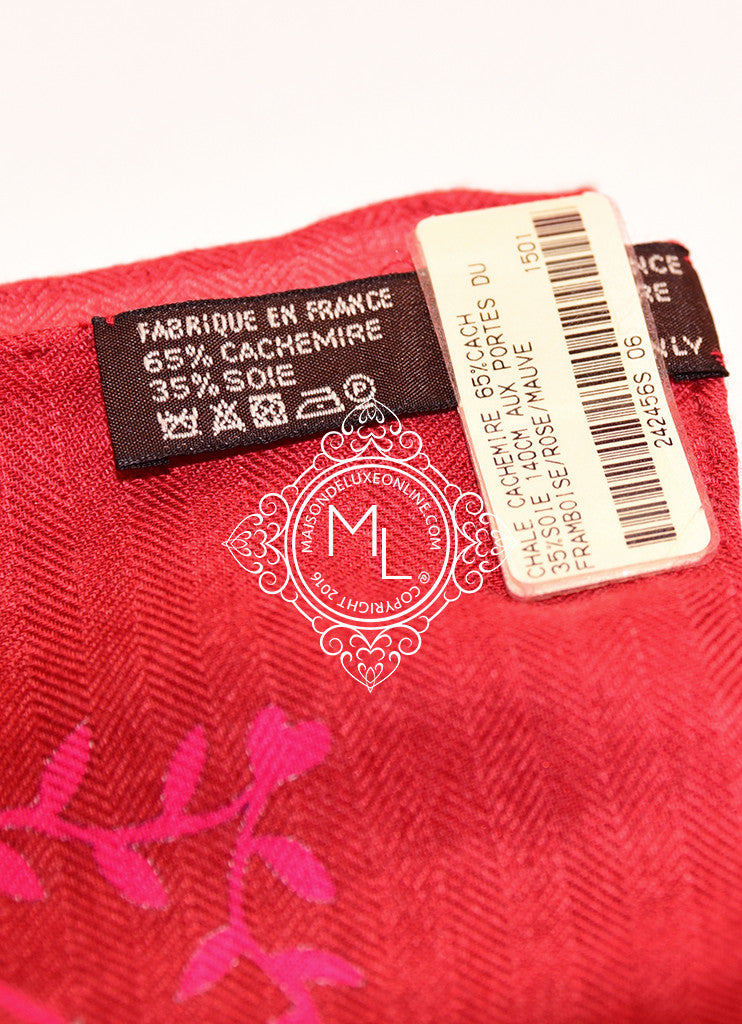 FABRIQUE EN FRANCE
65% CACHEMIRE
35% SOIE
P
CHALE CACHEMIRE 65%CACH
35%SOIE 140CM AUX PORTES DU
FRAMBOISE/ROSE/MAUVE
1501
242456S 06
NLY
MAISONDELUXEONLINE.COM
ML
@ COPYRIGHT 2016